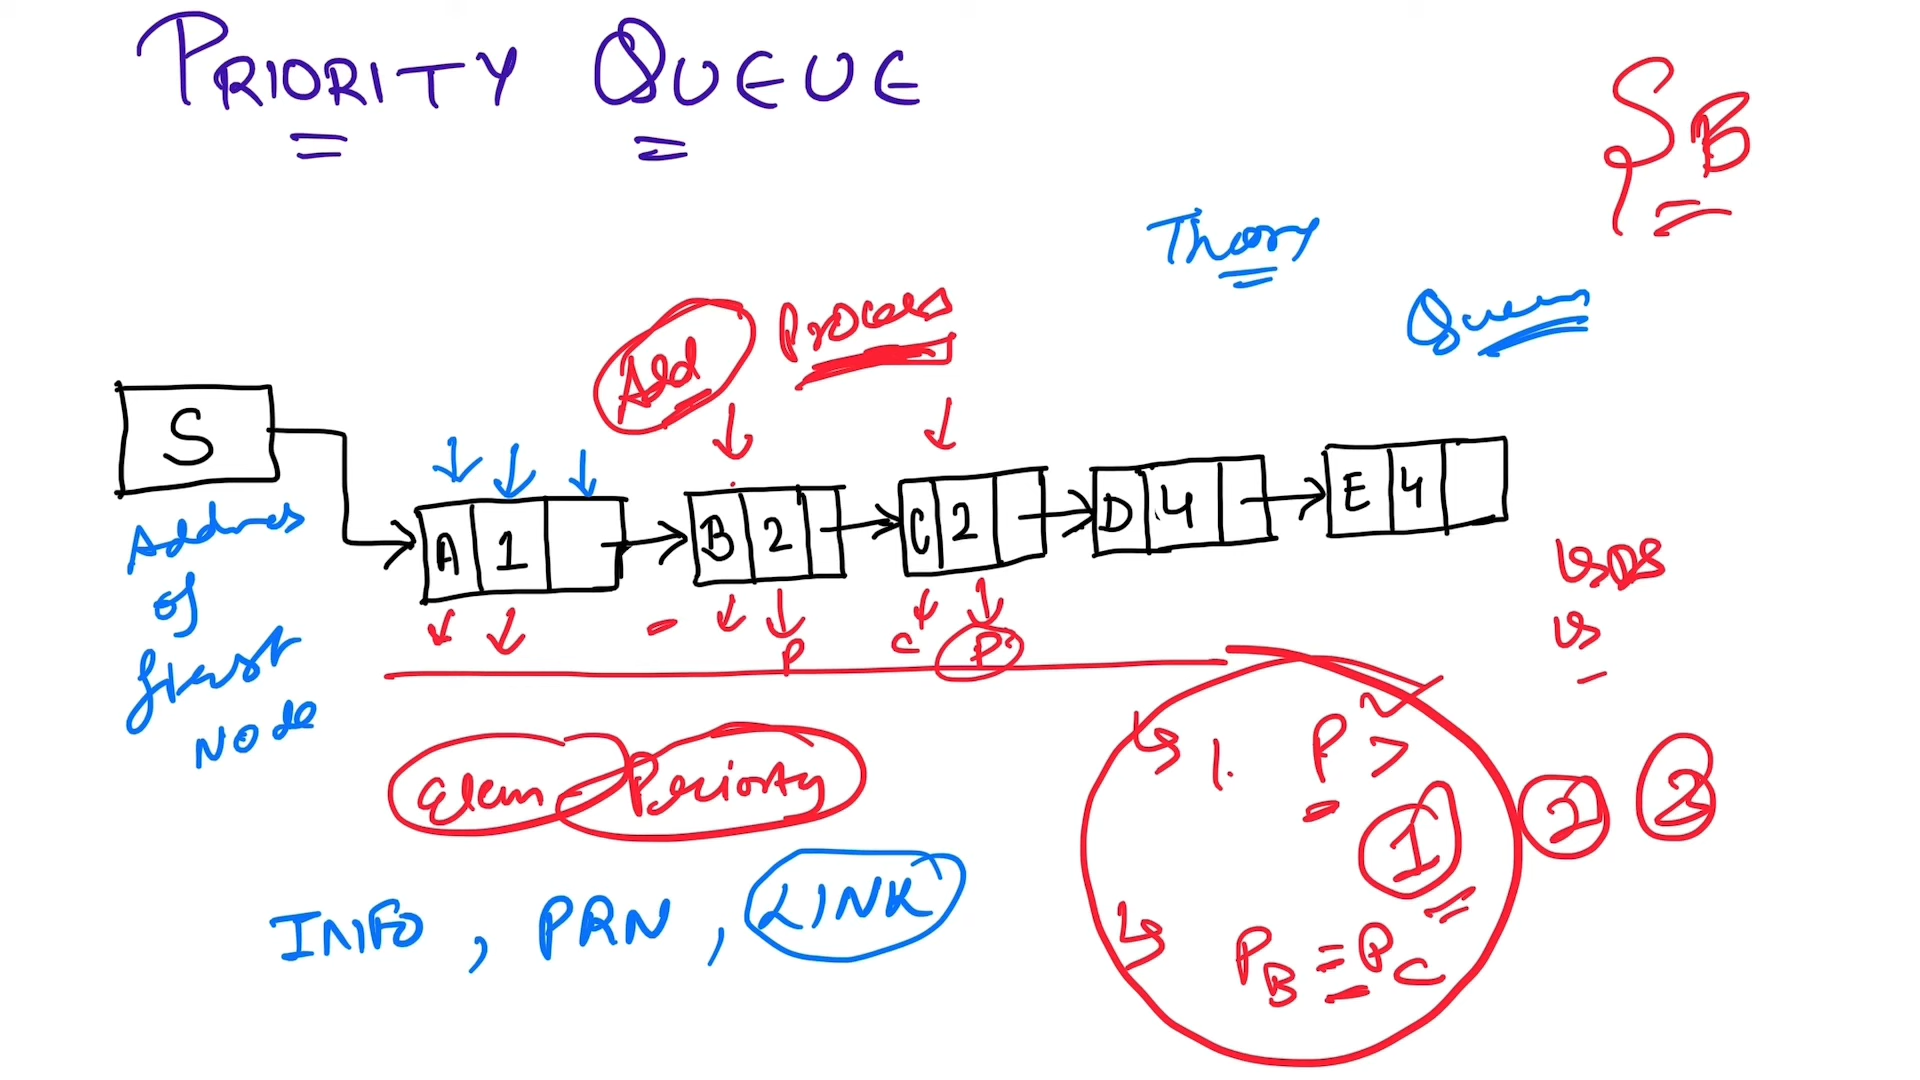 PRIORITY QUEUE
SB
Theory
Queue
Add Process
S
Address
of
first
Node
A 1
B 2
C 2
D 4
E 4
P
C P
Elem - Priority
1. P >
1 2 3
PB = PC
INFO , PRN , LINK